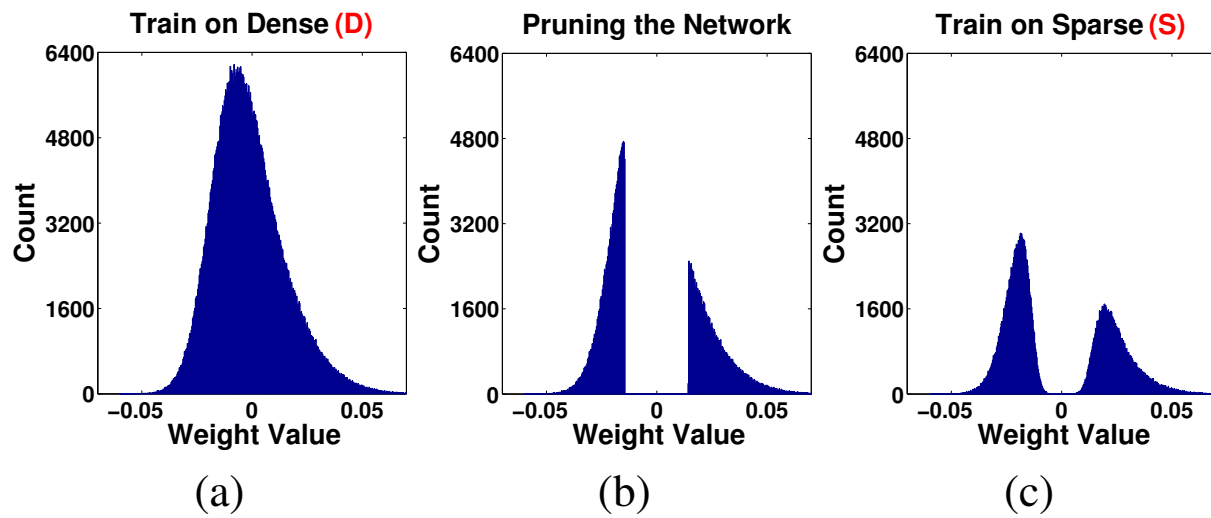 Train on Dense (D)
6400
4800
3200
1600
0
Count
−0.05 0 0.05
Weight Value
(a)
Pruning the Network
6400
4800
3200
1600
0
Count
−0.05 0 0.05
Weight Value
(b)
Train on Sparse (S)
6400
4800
3200
1600
0
Count
−0.05 0 0.05
Weight Value
(c)